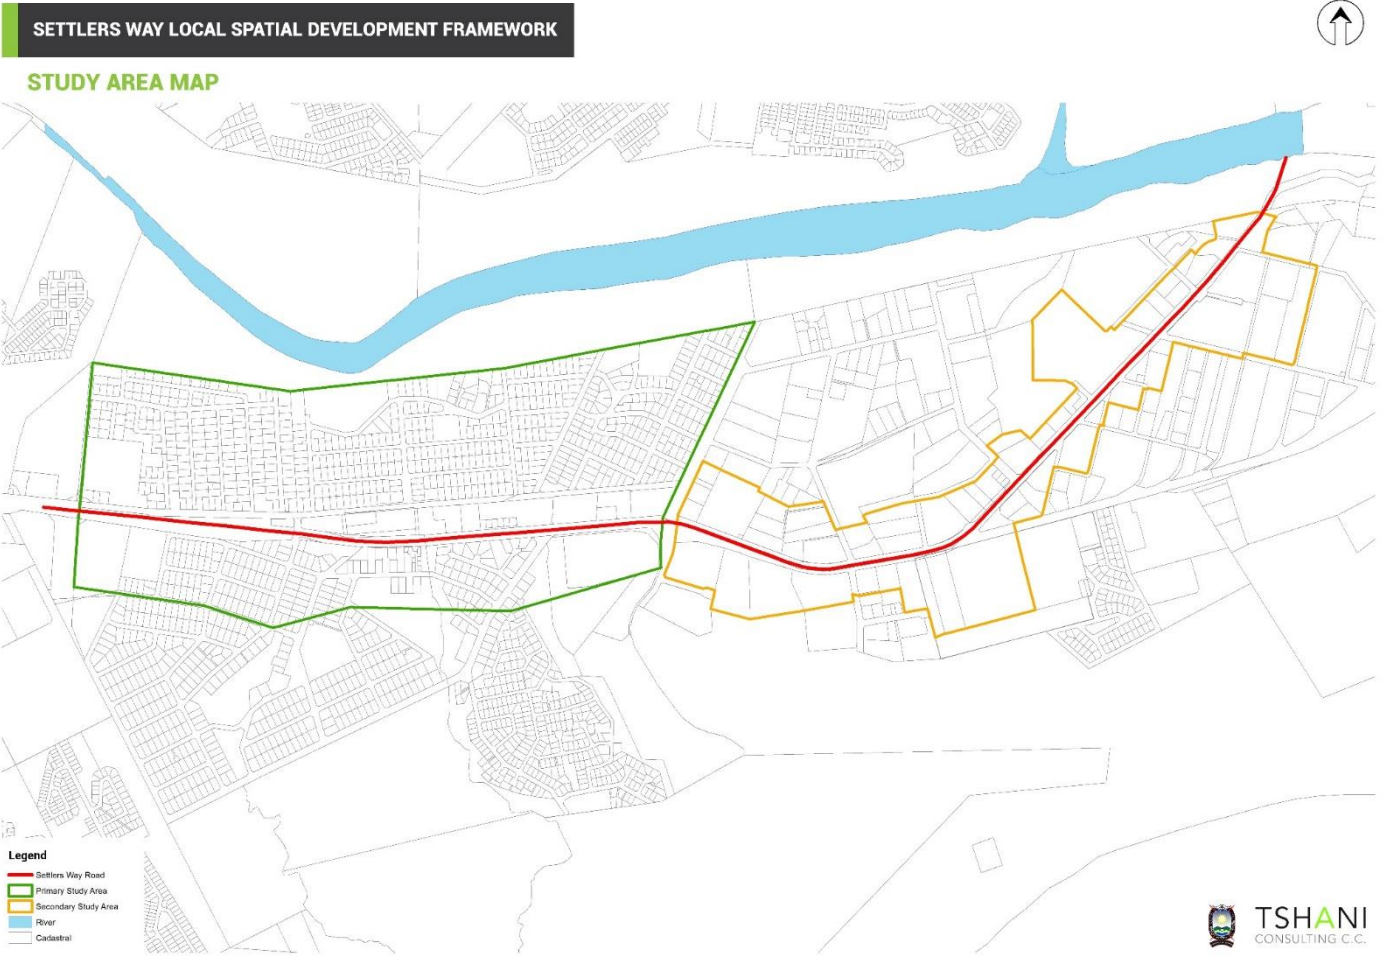 SETTLERS WAY LOCAL SPATIAL DEVELOPMENT FRAMEWORK
STUDY AREA MAP
Legend
Settlers Way Road
Primary Study Area
Secondary Study Area
River
Cadastral
TSHANI
CONSULTING C.C.